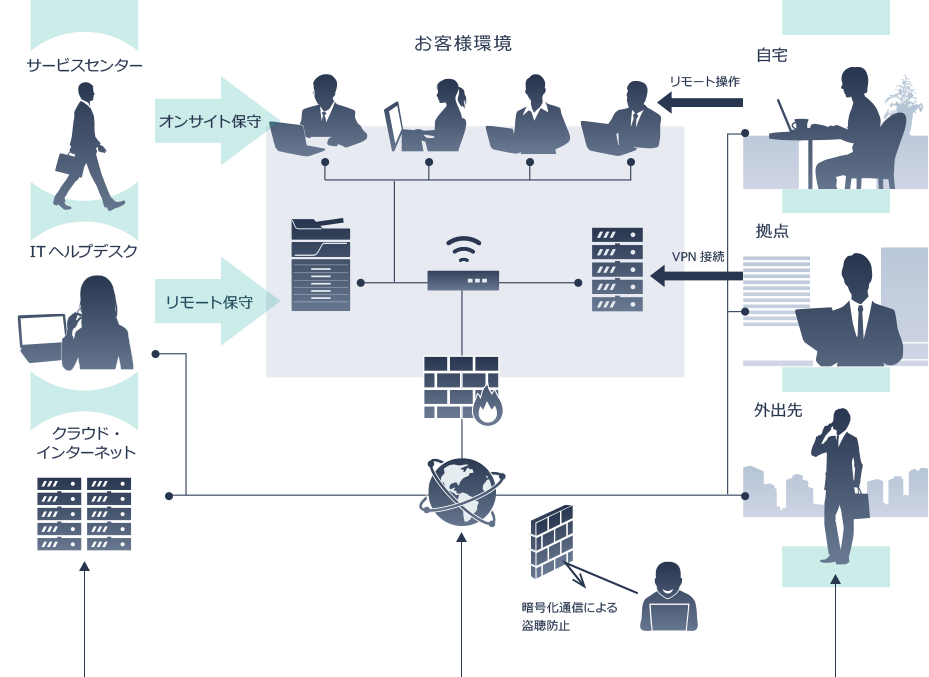 お客様環境
サービスセンター
オンサイト保守
リモート操作
自宅
ITヘルプデスク
リモート保守
VPN 接続
拠点
クラウド・
インターネット
外出先
暗号化通信による
盗聴防止